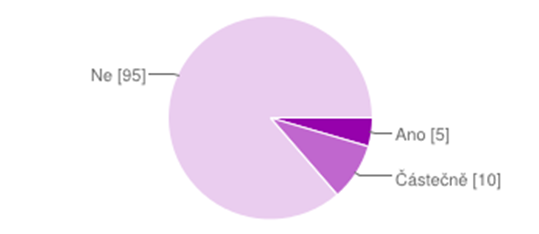 Ne [95]
Ano [5]
Částečně [10]